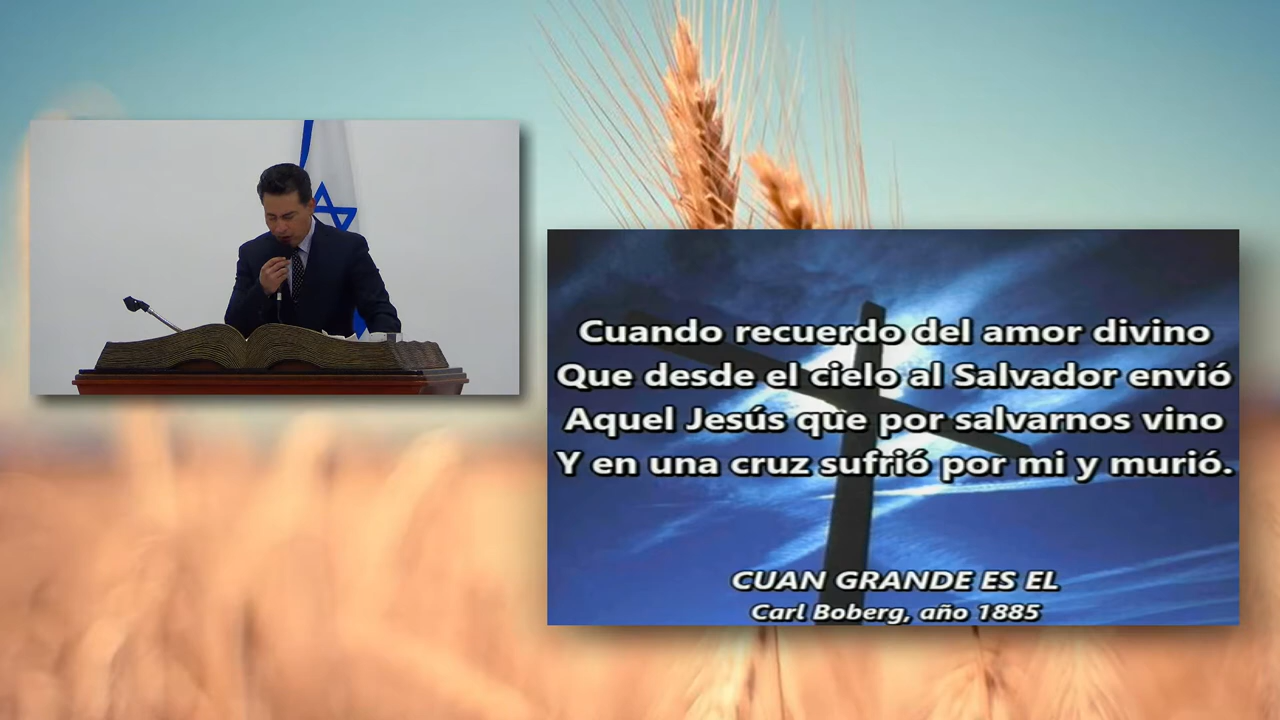 Cuando recuerdo del amor divino
Que desde el cielo al Salvador envió
Aquel Jesús que por salvarnos vino
Y en una cruz sufrió por mi y murió.
CUAN GRANDE ES EL
Carl Boberg, año 1885